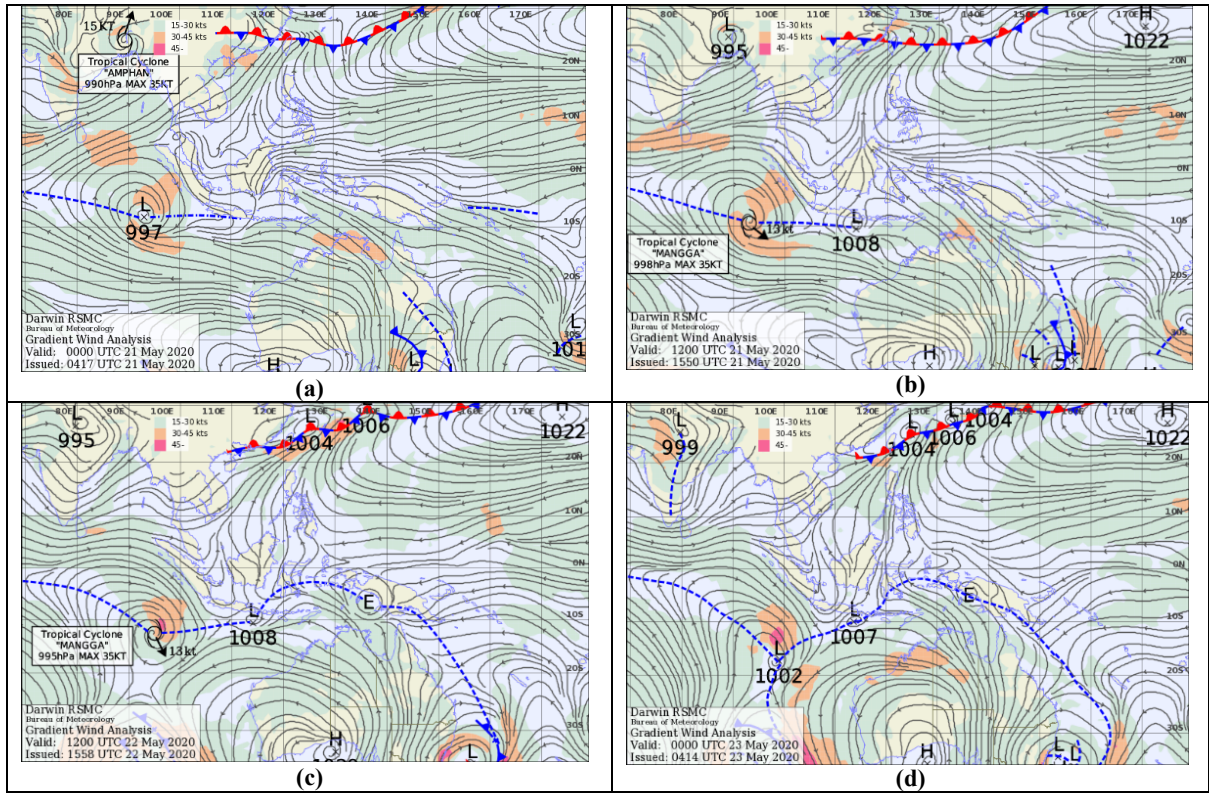 80E 90E 100E 110E 120E 130E 140E 150E 160E 170E
15KT
15-30 kts
30-45 kts
45-
Tropical Cyclone
"AMPHAN"
990hPa MAX 35KT
20N
10N
0N
10S
20S
30S
L
997
L
101
H
L
Darwin RSMC
Bureau of Meteorology
Gradient Wind Analysis
Valid: 0000 UTC 21 May 2020
Issued: 0417 UTC 21 May 2020
(a)
80E 90E 100E 110E 120E 130E 140E 150E 160E 170E
L
995
15-30 kts
30-45 kts
45-
H
1022
20N
10N
0N
10S
20S
30S
13kt
L
1008
Tropical Cyclone
"MANGGA"
998hPa MAX 35KT
H
L
L
L
H
Darwin RSMC
Bureau of Meteorology
Gradient Wind Analysis
Valid: 1200 UTC 21 May 2020
Issued: 1550 UTC 21 May 2020
(b)
80E 90E 100E 110E 120E 130E 140E 150E 160E 170E
L
995
15-30 kts
30-45 kts
45-
L
1004
L
1006
H
1022
20N
10N
0N
10S
20S
30S
E
L
1008
13kt
Tropical Cyclone
"MANGGA"
995hPa MAX 35KT
H
L
Darwin RSMC
Bureau of Meteorology
Gradient Wind Analysis
Valid: 1200 UTC 22 May 2020
Issued: 1558 UTC 22 May 2020
(c)
80E 90E 100E 110E 120E 130E 140E 150E 160E 170E
L
999
15-30 kts
30-45 kts
45-
L
1004
L
1006
1004
H
1022
20N
10N
0N
10S
20S
30S
E
L
1007
L
1002
H
L
L
Darwin RSMC
Bureau of Meteorology
Gradient Wind Analysis
Valid: 0000 UTC 23 May 2020
Issued: 0414 UTC 23 May 2020
(d)